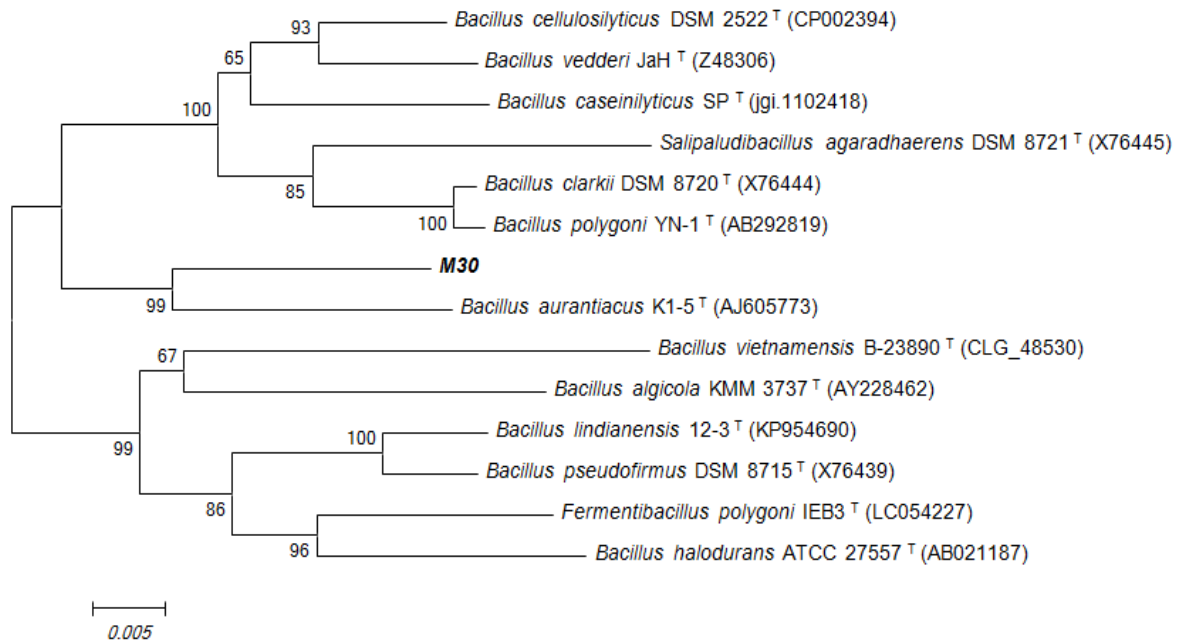 Bacillus cellulosilyticus DSM 2522 T (CP002394)
93
Bacillus vedderi JaH T (Z48306)
65
Bacillus caseinilyticus SP T (jgi.1102418)
100
Salipaludibacillus agaradhaerens DSM 8721 T (X76445)
Bacillus clarkii DSM 8720 T (X76444)
85
Bacillus polygoni YN-1 T (AB292819)
100
M30
Bacillus aurantiacus K1-5 T (AJ605773)
99
Bacillus vietnamensis B-23890 T (CLG_48530)
67
Bacillus algicola KMM 3737 T (AY228462)
Bacillus lindianensis 12-3 T (KP954690)
100
99
Bacillus pseudofirmus DSM 8715 T (X76439)
Fermentibacillus polygoni IEB3 T (LC054227)
86
Bacillus halodurans ATCC 27557 T (AB021187)
96
0.005